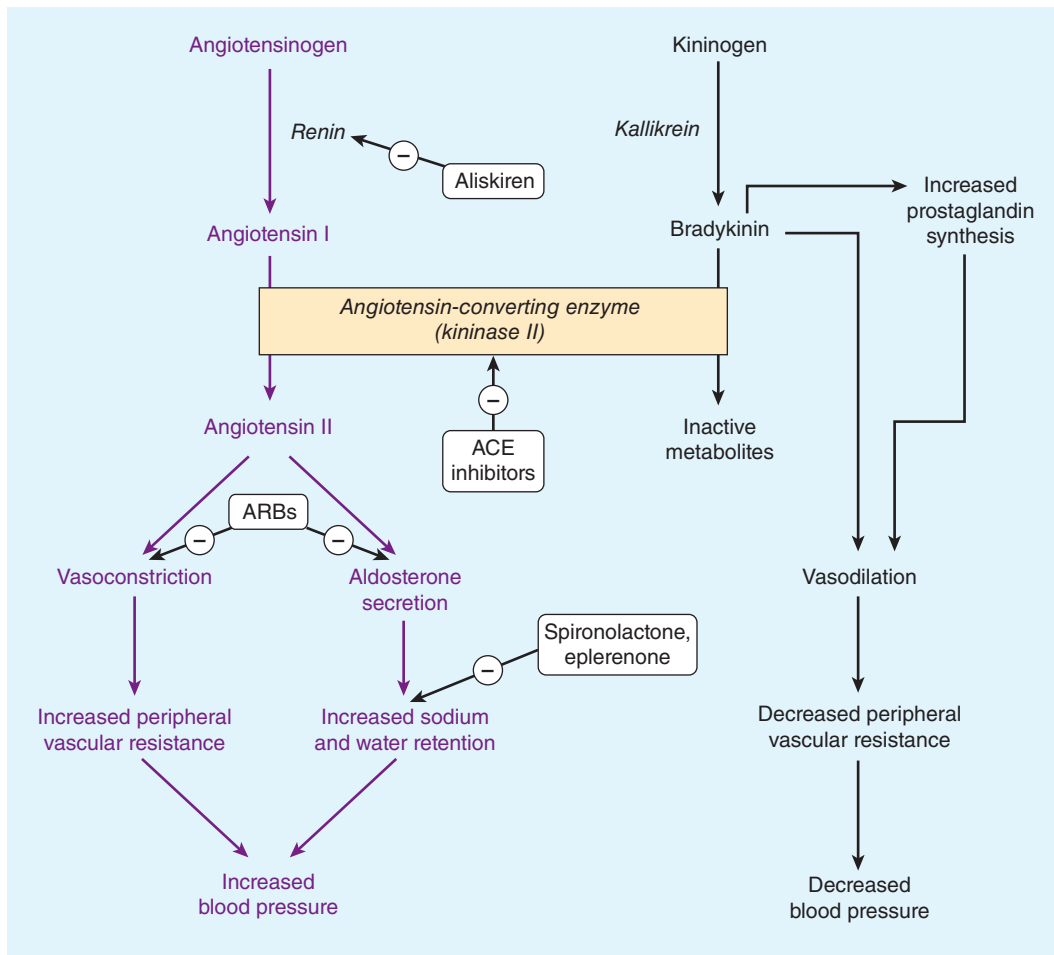 Angiotensinogen
Kininogen
Renin
Kallikrein
Aliskiren
Increased
prostaglandin
synthesis
Angiotensin I
Bradykinin
Angiotensin-converting enzyme
(kininase II)
–
–
Angiotensin II
ACE
inhibitors
Inactive
metabolites
ARBs
–
–
Vasoconstriction
Aldosterone
secretion
Vasodilation
Spironolactone,
eplerenone
–
Increased peripheral
vascular resistance
Increased sodium
and water retention
Decreased peripheral
vascular resistance
Increased
blood pressure
Decreased
blood pressure